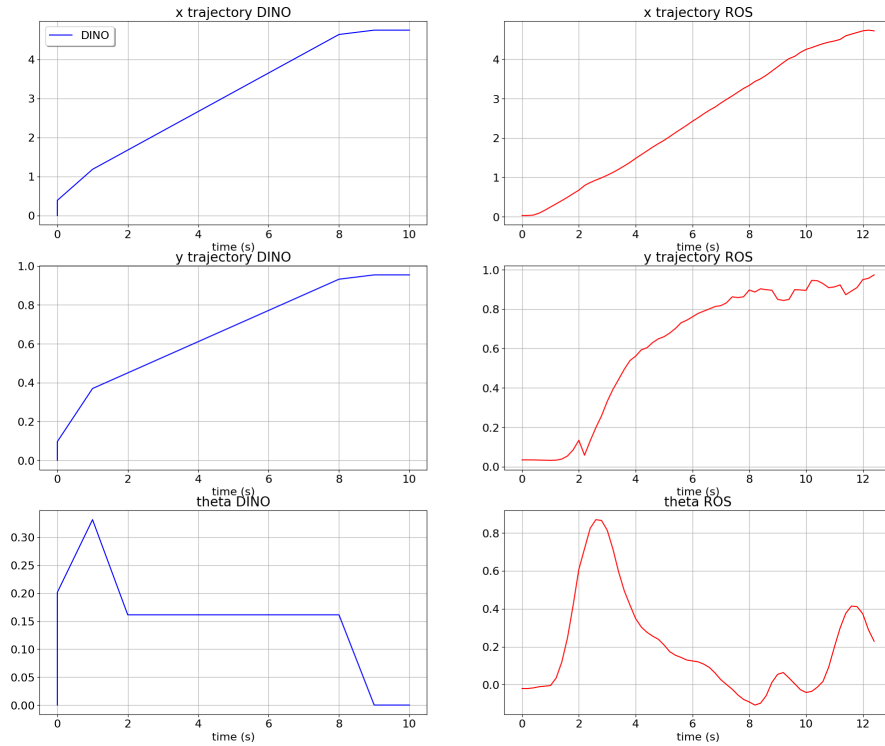 x trajectory DINO
DINO
4
3
2
1
0
0 2 4 6 8 10
time (s)
x trajectory ROS
4
3
2
1
0
0 2 4 6 8 10 12
time (s)
y trajectory DINO
1.0
0.8
0.6
0.4
0.2
0.0
0 2 4 6 8 10
time (s)
y trajectory ROS
1.0
0.8
0.6
0.4
0.2
0.0
0 2 4 6 8 10 12
time (s)
theta DINO
0.30
0.25
0.20
0.15
0.10
0.05
0.00
0 2 4 6 8 10
time (s)
theta ROS
0.8
0.6
0.4
0.2
0.0
0 2 4 6 8 10 12
time (s)